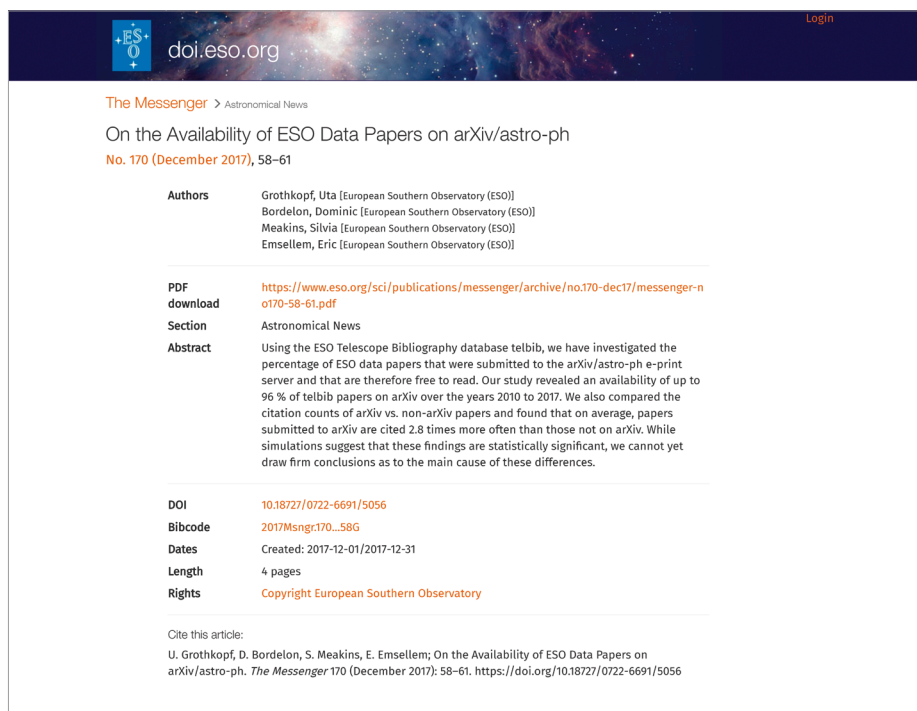 Login
ES
O
doi.eso.org
The Messenger > Astronomical News
On the Availability of ESO Data Papers on arXiv/astro-ph
No. 170 (December 2017), 58–61
Authors Grothkopf, Uta [European Southern Observatory (ESO)]
Bordelon, Dominic [European Southern Observatory (ESO)]
Meakins, Silvia [European Southern Observatory (ESO)]
Emsellem, Eric [European Southern Observatory (ESO)]
PDF https://www.eso.org/sci/publications/messenger/archive/no.170-dec17/messenger-n
download o170-58-61.pdf
Section Astronomical News
Abstract Using the ESO Telescope Bibliography database telbib, we have investigated the
percentage of ESO data papers that were submitted to the arXiv/astro-ph e-print
server and that are therefore free to read. Our study revealed an availability of up to
96 % of telbib papers on arXiv over the years 2010 to 2017. We also compared the
citation counts of arXiv vs. non-arXiv papers and found that on average, papers
submitted to arXiv are cited 2.8 times more often than those not on arXiv. While
simulations suggest that these findings are statistically significant, we cannot yet
draw firm conclusions as to the main cause of these differences.
DOI 10.18727/0722-6691/5056
Bibcode 2017Msngr.170...58G
Dates Created: 2017-12-01/2017-12-31
Length 4 pages
Rights Copyright European Southern Observatory
Cite this article:
U. Grothkopf, D. Bordelon, S. Meakins, E. Emsellem; On the Availability of ESO Data Papers on
arXiv/astro-ph. The Messenger 170 (December 2017): 58–61. https://doi.org/10.18727/0722-6691/5056